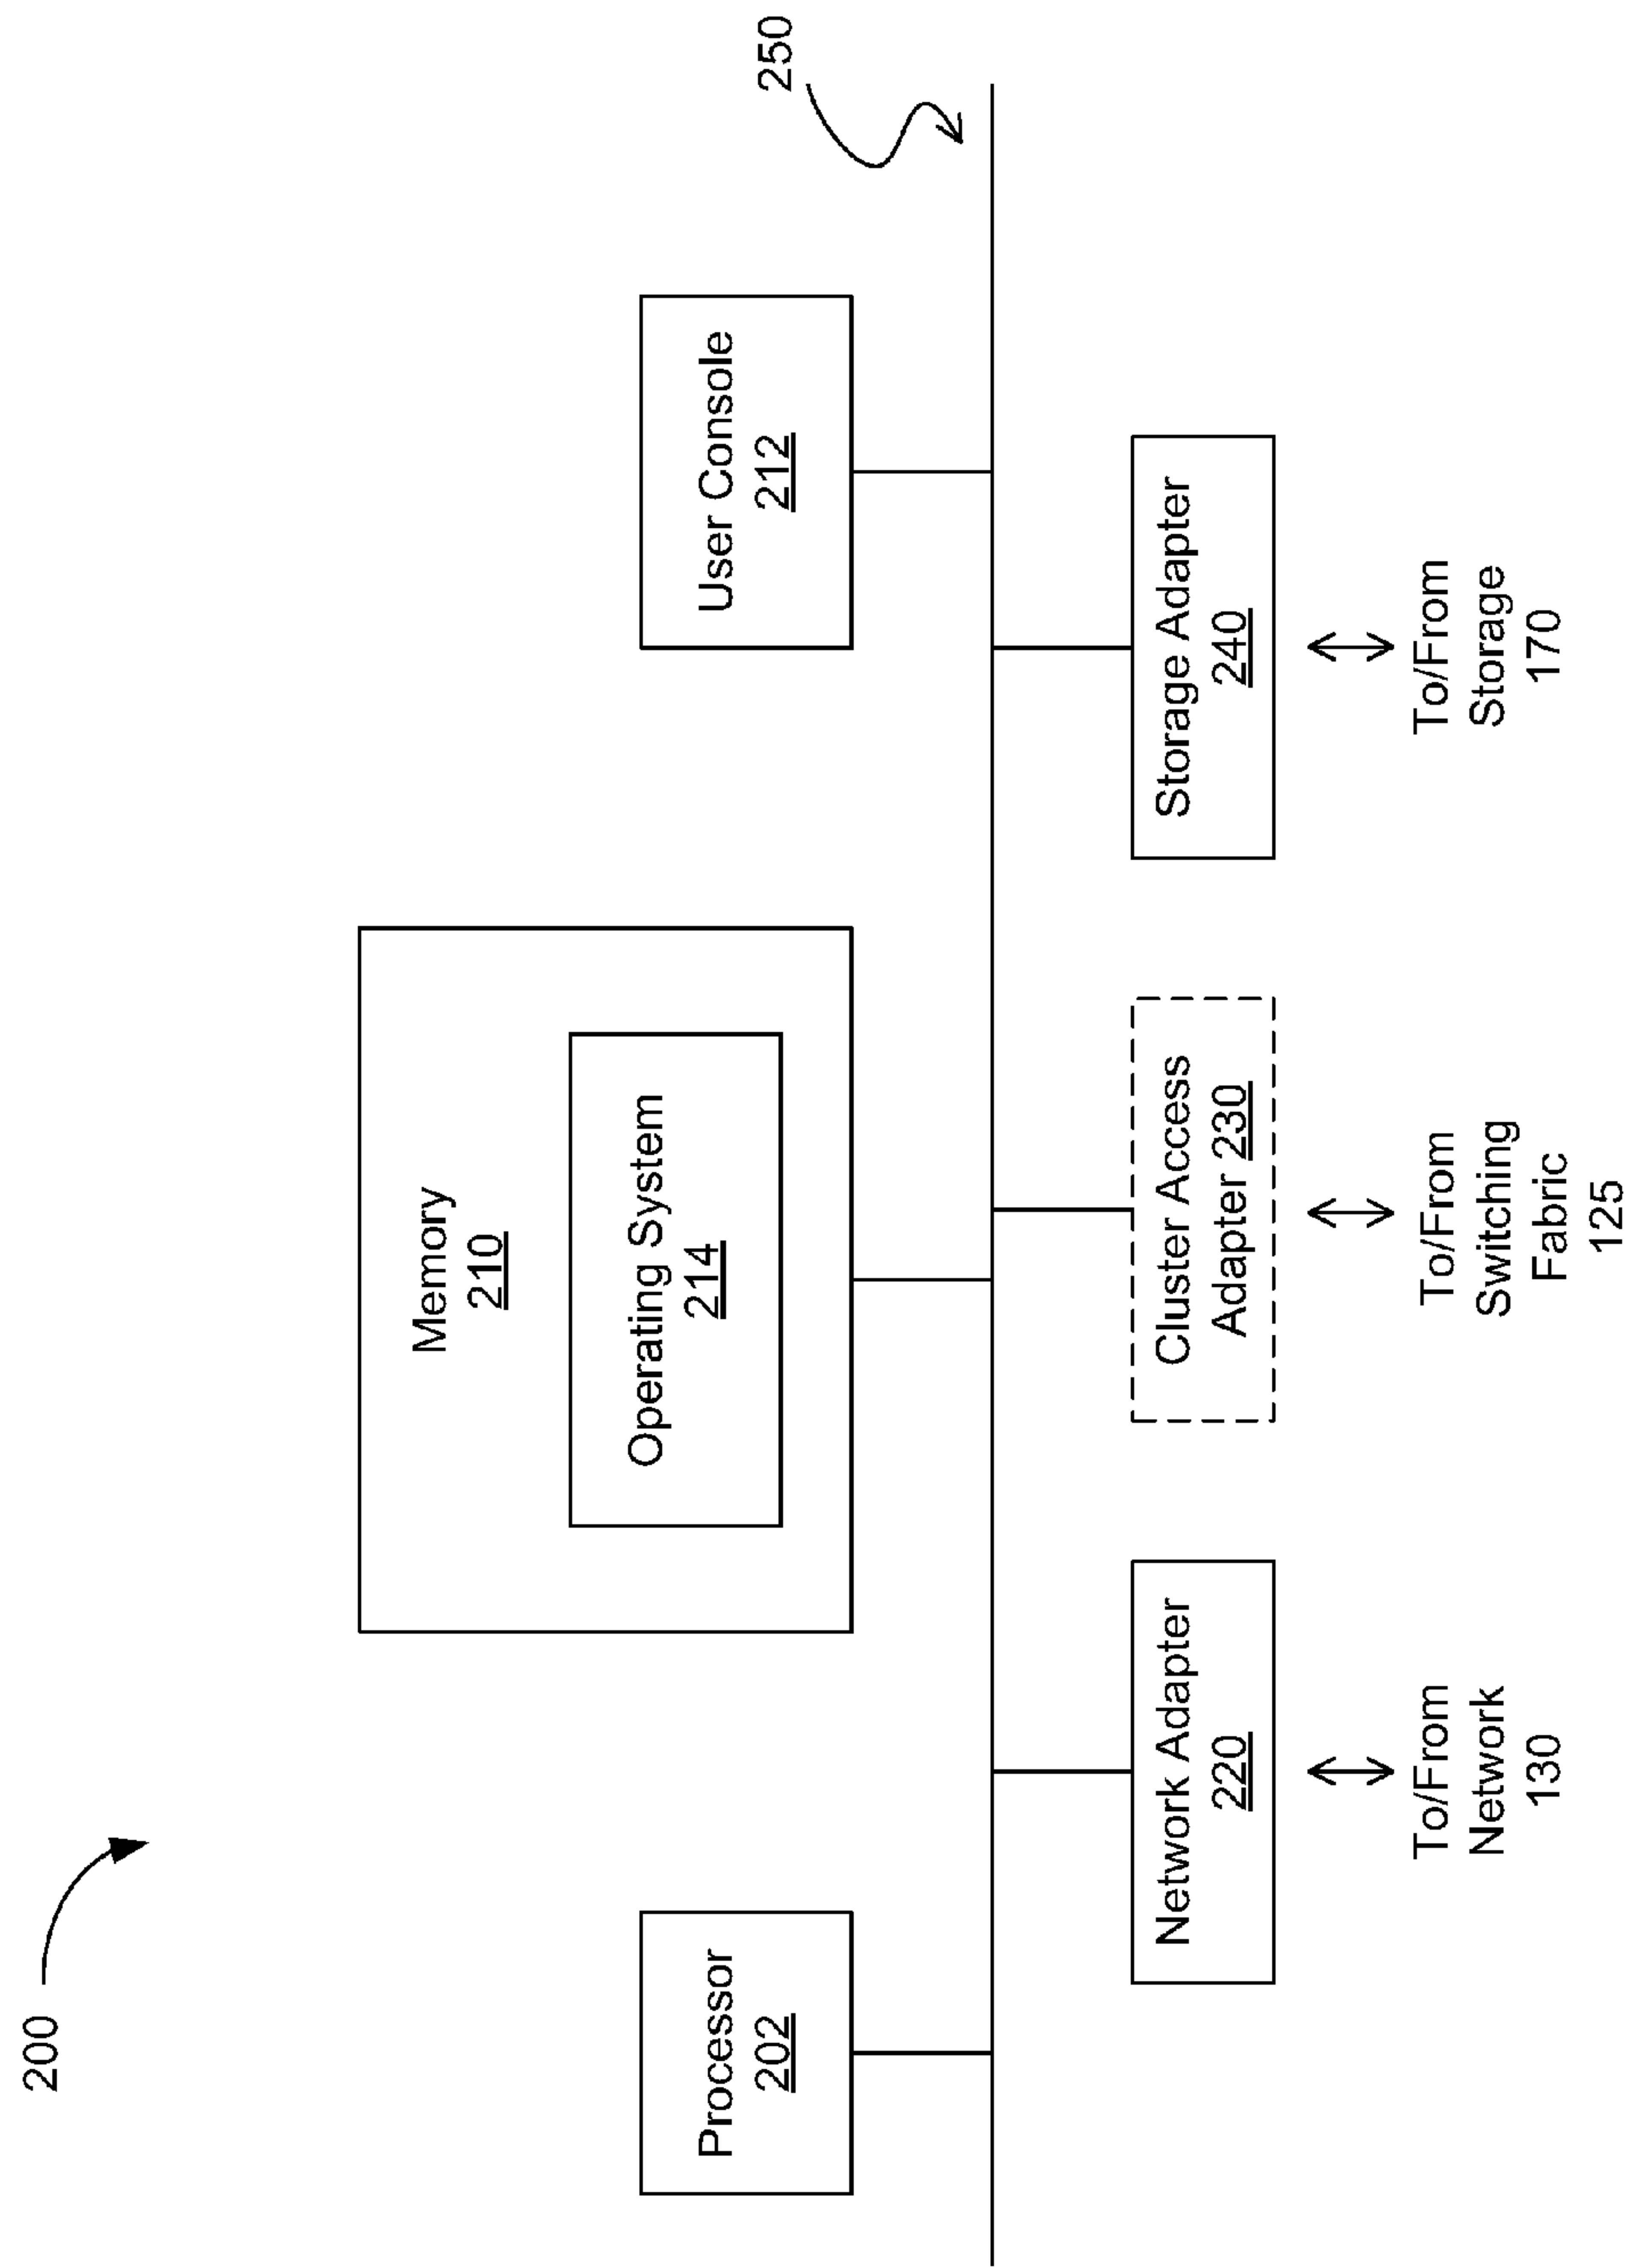 200
250
Memory
210
Operating System
214
Processor
202
User Console
212
Network Adapter
220
Cluster Access
Adapter 230
Storage Adapter
240
To/From
Network
130
To/From
Switching
Fabric
125
To/From
Storage
170